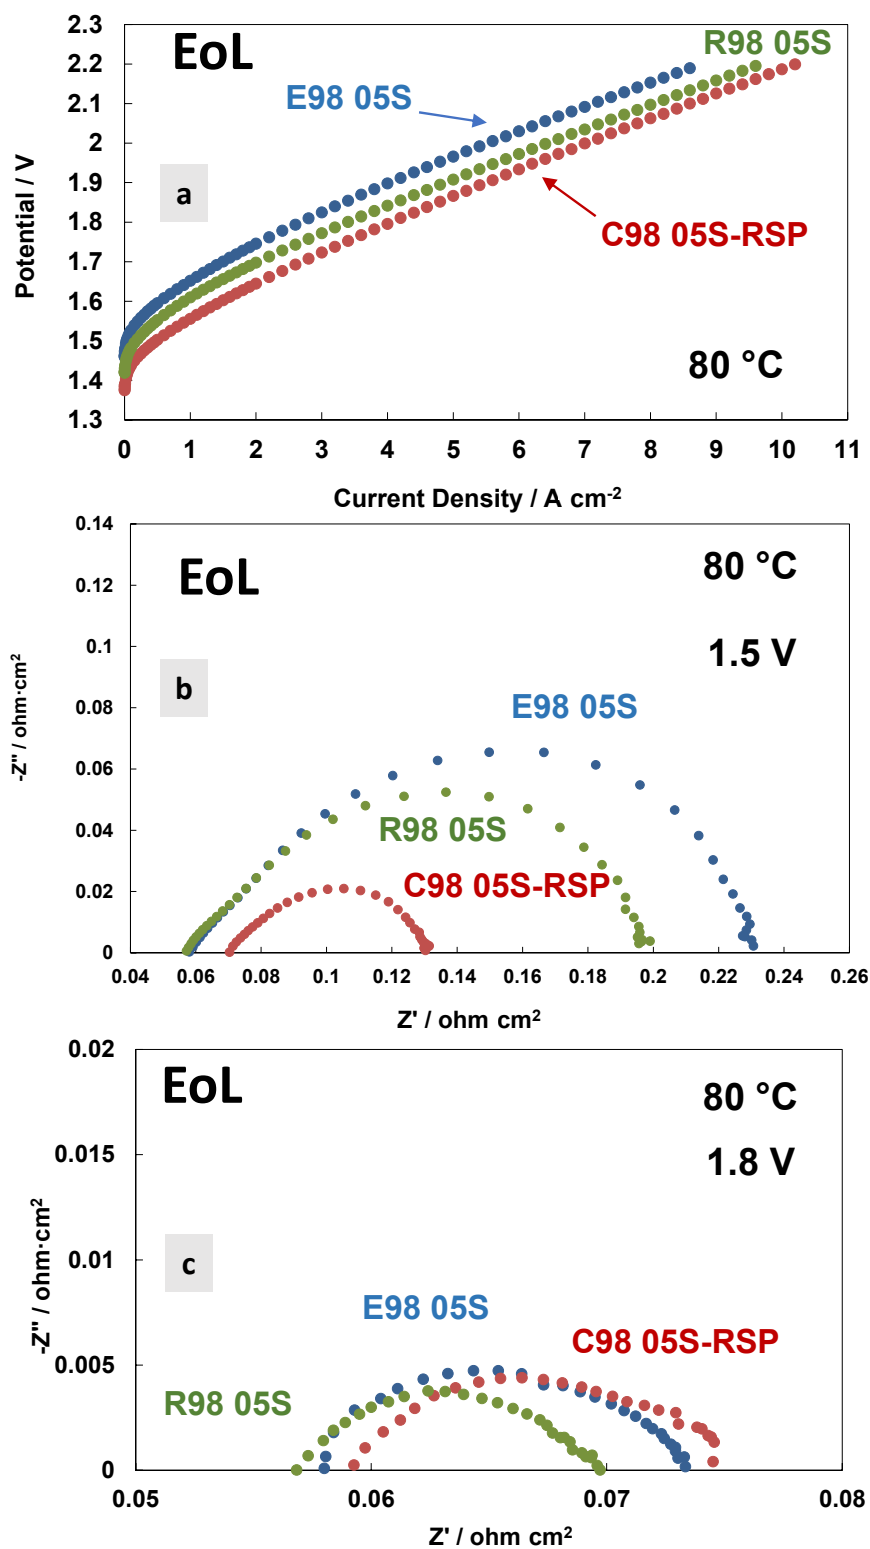 EoL
R98 05S
E98 05S
a
C98 05S-RSP
80 °C
Potential / V
2.3
2.2
2.1
2
1.9
1.8
1.7
1.6
1.5
1.4
1.3
0 1 2 3 4 5 6 7 8 9 10 11
Current Density / A cm⁻²
EoL
80 °C
1.5 V
b
E98 05S
R98 05S
C98 05S-RSP
-Z'' / ohm·cm²
0.14
0.12
0.1
0.08
0.06
0.04
0.02
0
0.04 0.06 0.08 0.1 0.12 0.14 0.16 0.18 0.2 0.22 0.24 0.26
Z' / ohm cm²
EoL
80 °C
1.8 V
c
E98 05S
C98 05S-RSP
R98 05S
-Z'' / ohm·cm²
0.02
0.015
0.01
0.005
0
0.05 0.06 0.07 0.08
Z' / ohm cm²